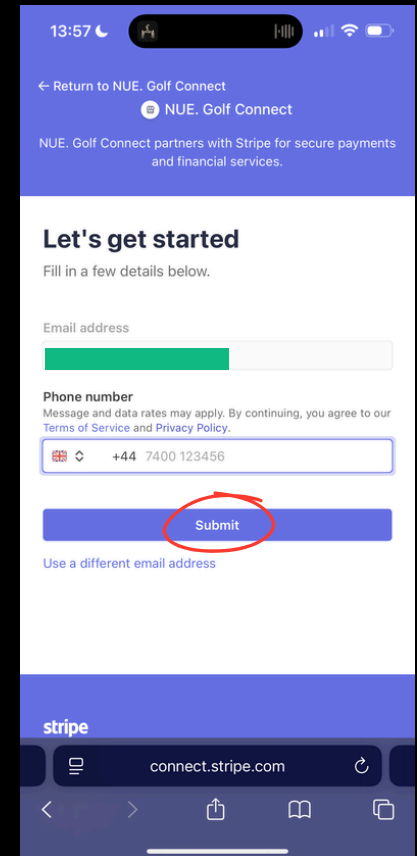 13:57
← Return to NUE. Golf Connect
NUE. Golf Connect
NUE. Golf Connect partners with Stripe for secure payments
and financial services.
Let's get started
Fill in a few details below.
Email address
Phone number
Message and data rates may apply. By continuing, you agree to our
Terms of Service and Privacy Policy.
+44 7400 123456
Submit
Use a different email address
stripe
connect.stripe.com